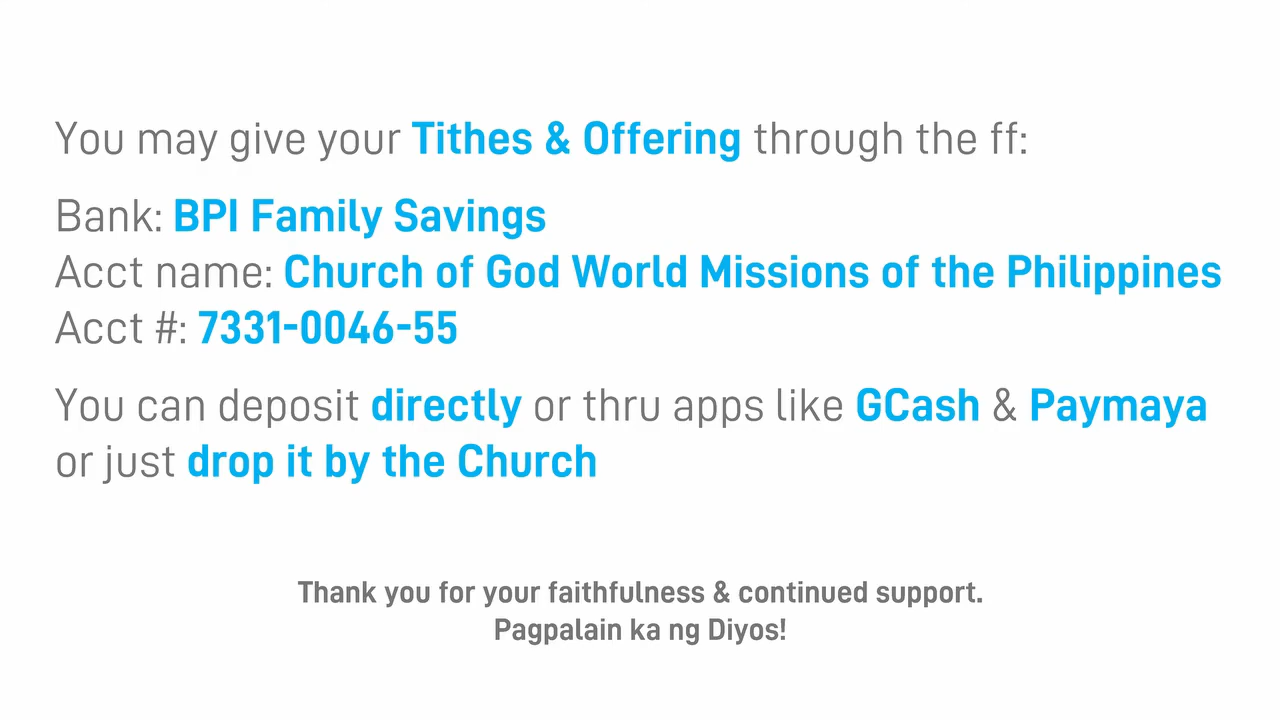 You may give your Tithes & Offering through the ff:
Bank: BPI Family Savings
Acct name: Church of God World Missions of the Philippines
Acct #: 7331-0046-55
You can deposit directly or thru apps like GCash & Paymaya
or just drop it by the Church
Thank you for your faithfulness & continued support.
Pagpalain ka ng Diyos!